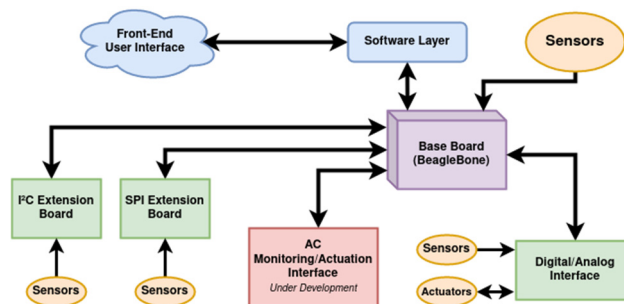 Front-End
User Interface
Software Layer
Sensors
Base Board
(BeagleBone)
I²C Extension
Board
SPI Extension
Board
AC
Monitoring/Actuation
Interface
Under Development
Sensors
Digital/Analog
Interface
Actuators
Sensors
Sensors